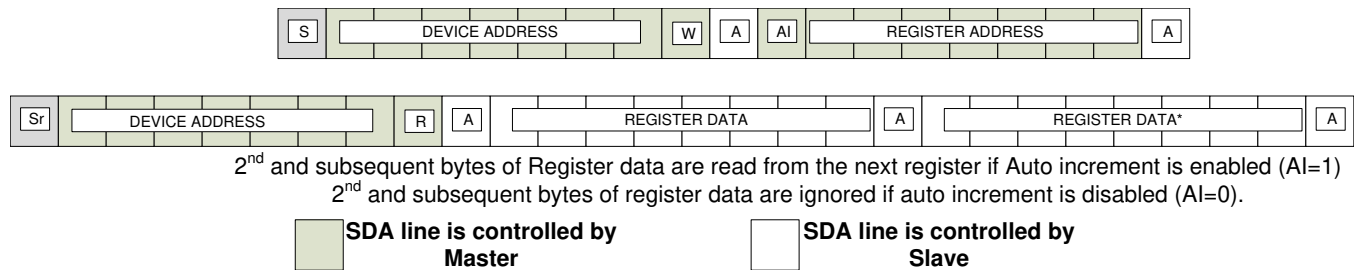 S DEVICE ADDRESS W A AI REGISTER ADDRESS A
Sr DEVICE ADDRESS R A REGISTER DATA A REGISTER DATA* A
2nd and subsequent bytes of Register data are read from the next register if Auto increment is enabled (AI=1)
2nd and subsequent bytes of register data are ignored if auto increment is disabled (AI=0).
SDA line is controlled by Master
SDA line is controlled by Slave